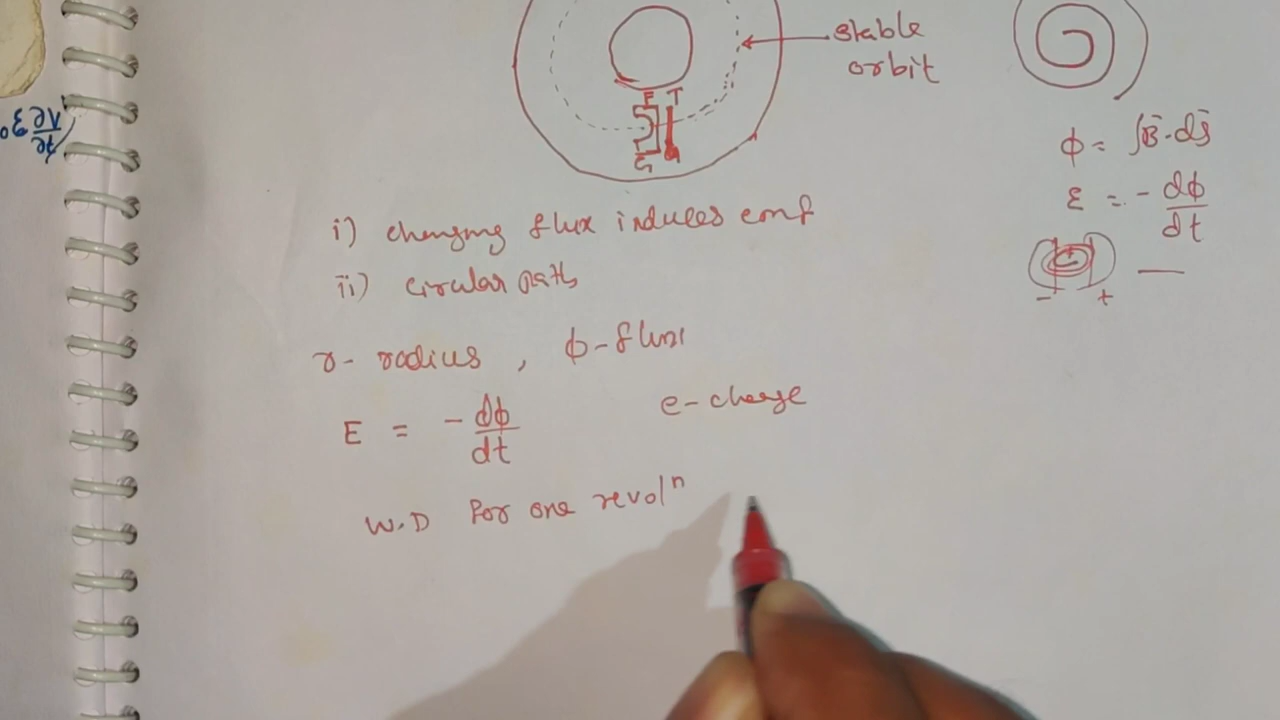 stable
orbit
F T
G
φ = ∫B̄·ds̄
ε = - dφ/dt
- +
i) changing flux induces emf
ii) circular path
r- radius , φ-flux
E = - dφ/dt
e-charge
W.D for one revolⁿ